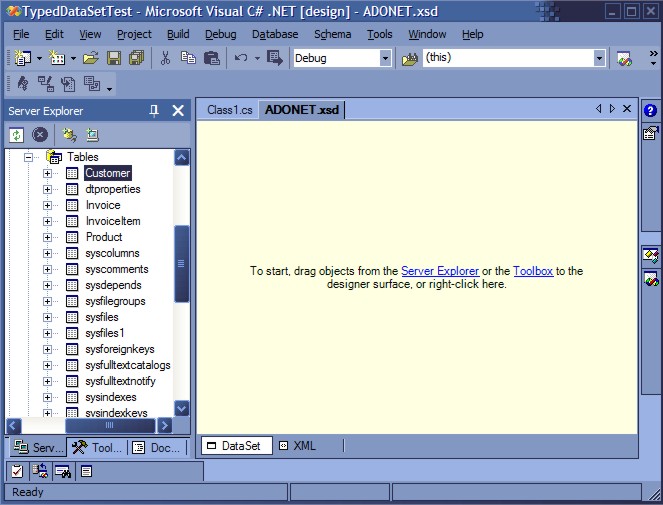 TypedDataSetTest - Microsoft Visual C# .NET [design] - ADONET.xsd
File Edit View Project Build Debug Database Schema Tools Window Help
Debug (this)
Server Explorer
Class1.cs ADONET.xsd
Tables
Customer
dtproperties
Invoice
InvoiceItem
Product
syscolumns
syscomments
sysdepends
sysfilegroups
sysfiles
sysfiles1
sysforeignkeys
sysfulltextcatalogs
sysfulltextnotify
sysindexes
sysindexkeys
To start, drag objects from the Server Explorer or the Toolbox to the
designer surface, or right-click here.
Serv... Tool... Doc...
DataSet XML
Ready